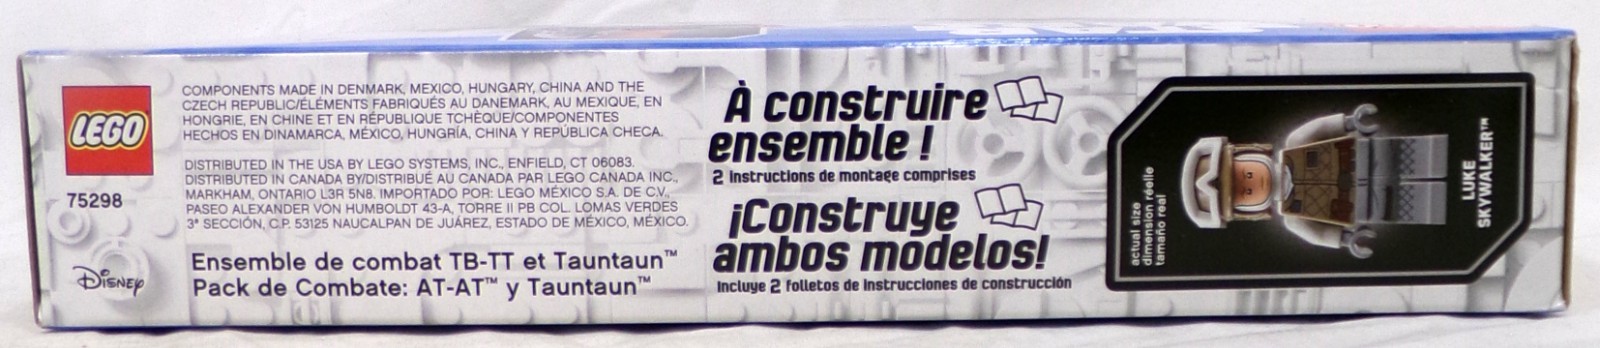 LEGO
75298
Disney
COMPONENTS MADE IN DENMARK, MEXICO, HUNGARY, CHINA AND THE
CZECH REPUBLIC/ÉLÉMENTS FABRIQUÉS AU DANEMARK, AU MEXIQUE, EN
HONGRIE, EN CHINE ET EN RÉPUBLIQUE TCHÈQUE/COMPONENTES
HECHOS EN DINAMARCA, MÉXICO, HUNGRÍA, CHINA Y REPÚBLICA CHECA.
DISTRIBUTED IN THE USA BY LEGO SYSTEMS, INC., ENFIELD, CT 06083.
DISTRIBUTED IN CANADA BY/DISTRIBUÉ AU CANADA PAR LEGO CANADA INC.,
MARKHAM, ONTARIO L3R 5N8. IMPORTADO POR: LEGO MÉXICO S.A. DE C.V.,
PASEO ALEXANDER VON HUMBOLDT 43-A, TORRE II PB COL. LOMAS VERDES
3ª SECCIÓN, C.P. 53125 NAUCALPAN DE JUÁREZ, ESTADO DE MÉXICO, MÉXICO.
Ensemble de combat TB-TT et Tauntaun™
Pack de Combate: AT-AT™ y Tauntaun™
À construire
ensemble !
2 instructions de montage comprises
¡Construye
ambos modelos!
Incluye 2 folletos de instrucciones de construcción
actual size
dimension réelle
tamaño real
LUKE
SKYWALKER™